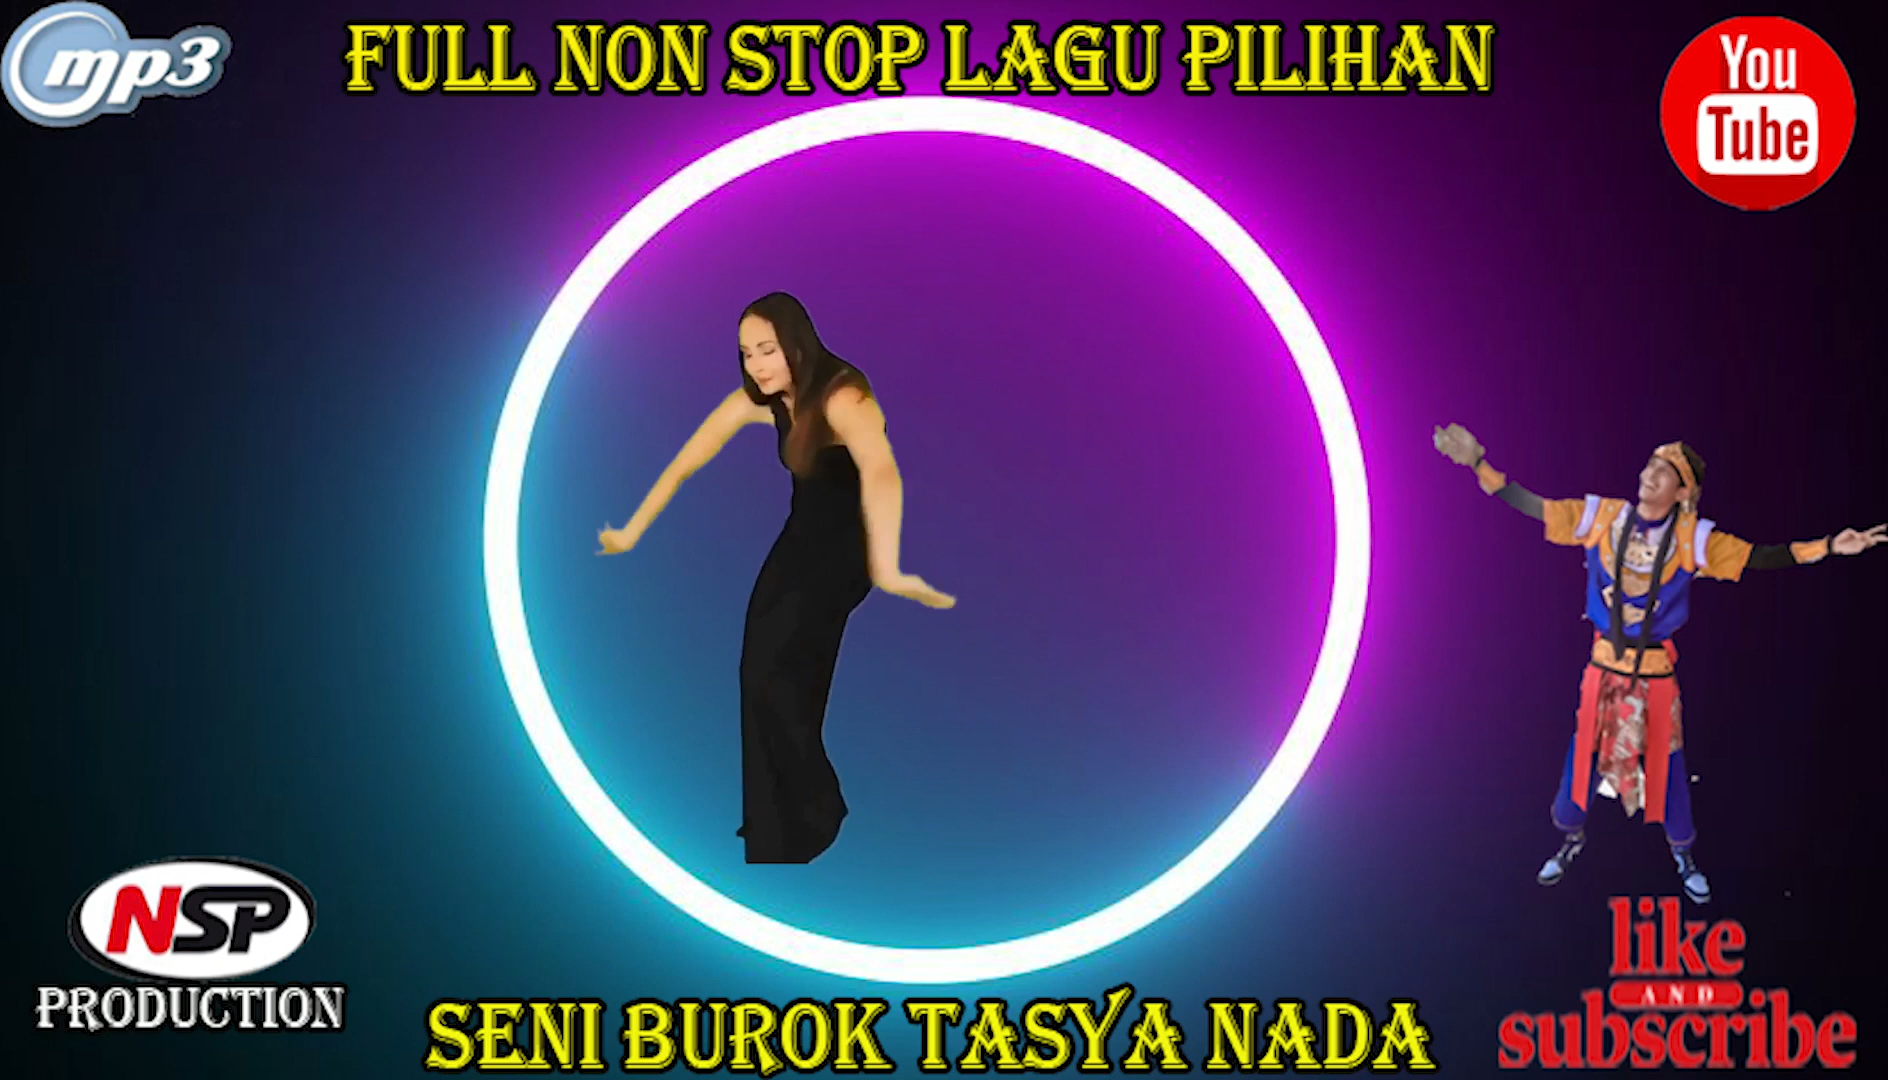 mp3
FULL NON STOP LAGU PILIHAN
You
Tube
NSP
PRODUCTION
SENI BUROK TASYA NADA
like
AND
subscribe